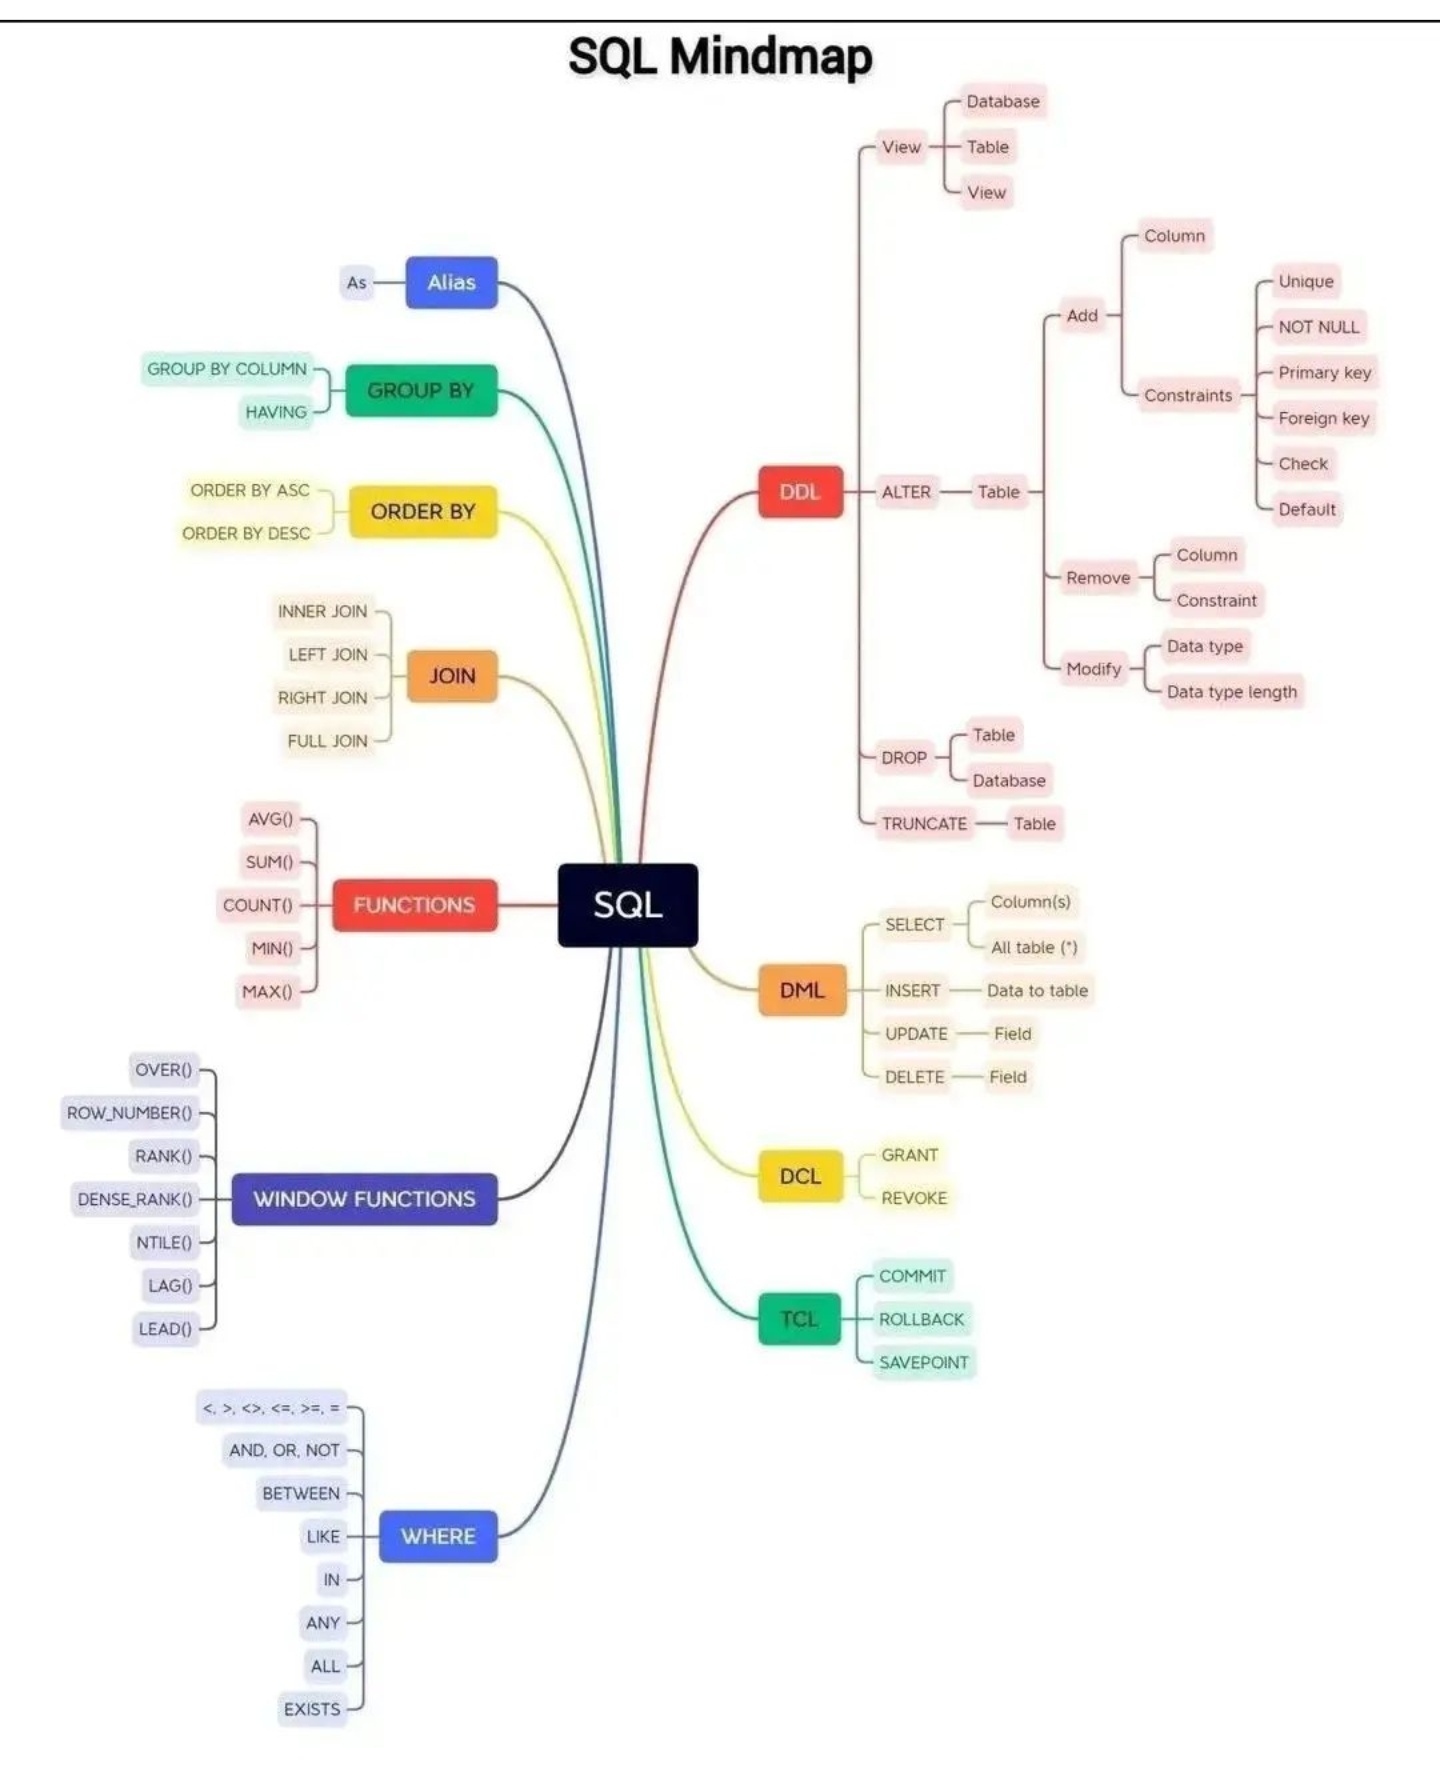 SQL Mindmap
SQL
Alias
As
GROUP BY
GROUP BY COLUMN
HAVING
ORDER BY
ORDER BY ASC
ORDER BY DESC
JOIN
INNER JOIN
LEFT JOIN
RIGHT JOIN
FULL JOIN
FUNCTIONS
AVG()
SUM()
COUNT()
MIN()
MAX()
WINDOW FUNCTIONS
OVER()
ROW_NUMBER()
RANK()
DENSE_RANK()
NTILE()
LAG()
LEAD()
WHERE
<, >, <>, <=, >=, =
AND, OR, NOT
BETWEEN
LIKE
IN
ANY
ALL
EXISTS
DDL
View
Database
Table
View
ALTER
Table
Add
Column
Constraints
Unique
NOT NULL
Primary key
Foreign key
Check
Default
Remove
Column
Constraint
Modify
Data type
Data type length
DROP
Table
Database
TRUNCATE
Table
DML
SELECT
Column(s)
All table (*)
INSERT
Data to table
UPDATE
Field
DELETE
Field
DCL
GRANT
REVOKE
TCL
COMMIT
ROLLBACK
SAVEPOINT